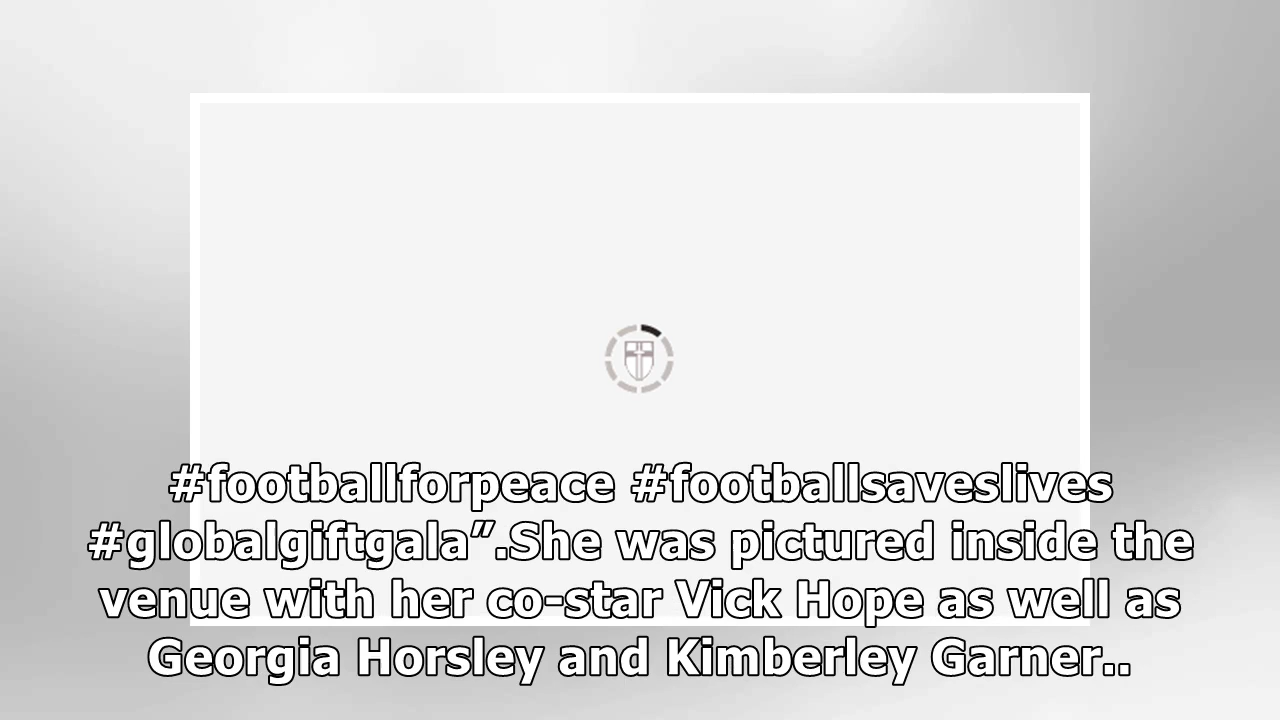 #footballforpeace #footballsaveslives
#globalgiftgala”.She was pictured inside the
venue with her co-star Vick Hope as well as
Georgia Horsley and Kimberley Garner..